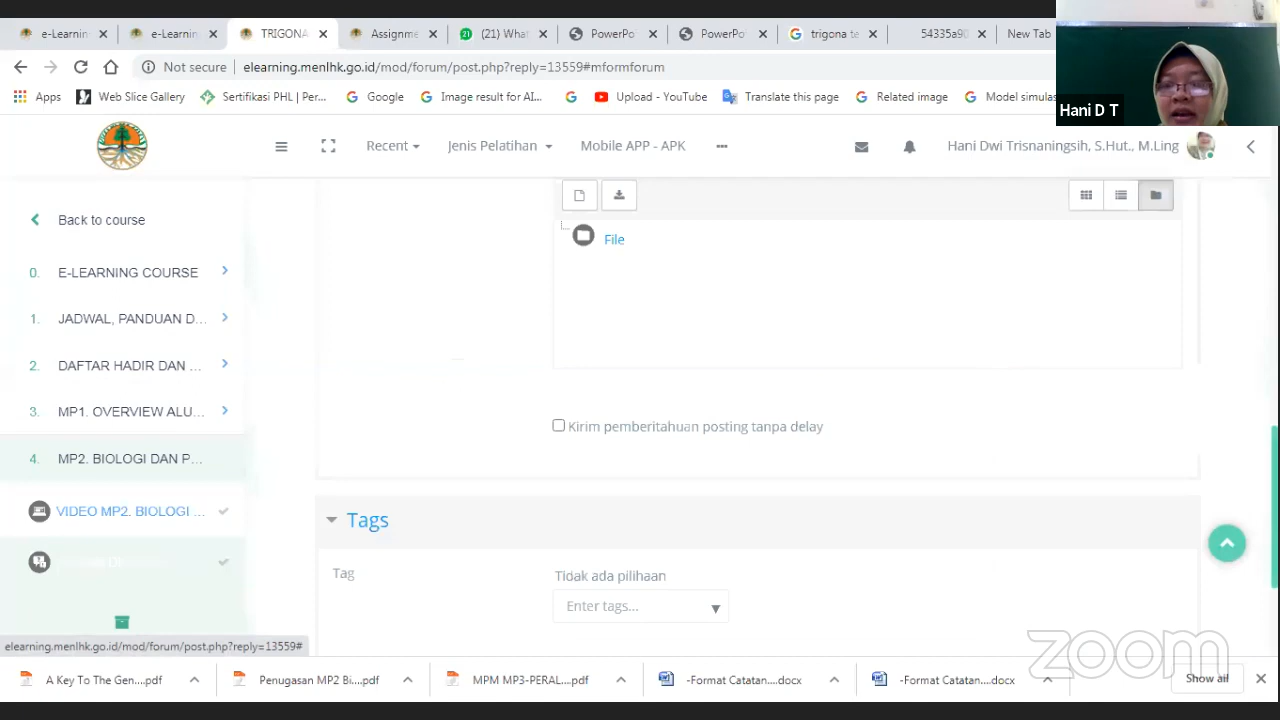 e-Learnin
e-Learnin
TRIGONA
Assignme
(21) Wha
PowerPo
PowerPo
trigona te
54335a90
New Tab
Not secure
elearning.menlhk.go.id/mod/forum/post.php?reply=13559#mformforum
Apps
Web Slice Gallery
Sertifikasi PHL | Per...
Google
Image result for AI...
Upload - YouTube
Translate this page
Related image
Model simulas
Hani D T
Recent
Jenis Pelatihan
Mobile APP - APK
Hani Dwi Trisnaningsih, S.Hut., M.Ling
Back to course
File
0. E-LEARNING COURSE
1. JADWAL, PANDUAN D...
2. DAFTAR HADIR DAN ...
3. MP1. OVERVIEW ALU...
Kirim pemberitahuan posting tanpa delay
4. MP2. BIOLOGI DAN P...
VIDEO MP2. BIOLOGI ...
Tags
Tag
Tidak ada pilihaan
Enter tags...
elearning.menlhk.go.id/mod/forum/post.php?reply=13559#
zoom
A Key To The Gen....pdf
Penugasan MP2 Bi....pdf
MPM MP3-PERAL....pdf
-Format Catatan....docx
-Format Catatan....docx
Show all